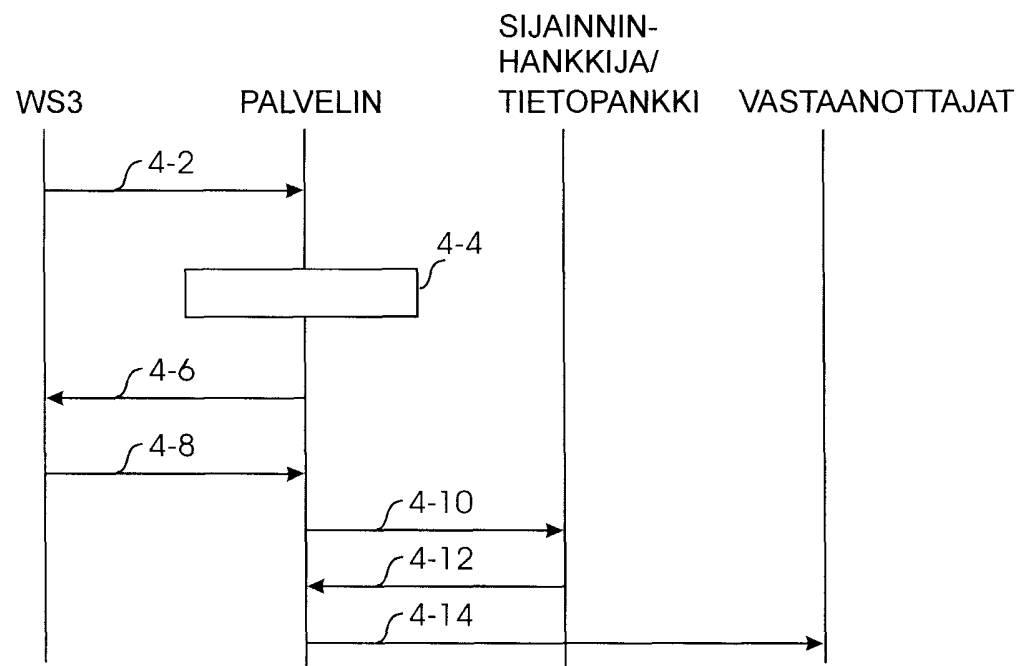 WS3
PALVELIN
SIJAINNIN-
HANKKIJA/
TIETOPANKKI
VASTAANOTTAJAT
4-2
4-4
4-6
4-8
4-10
4-12
4-14